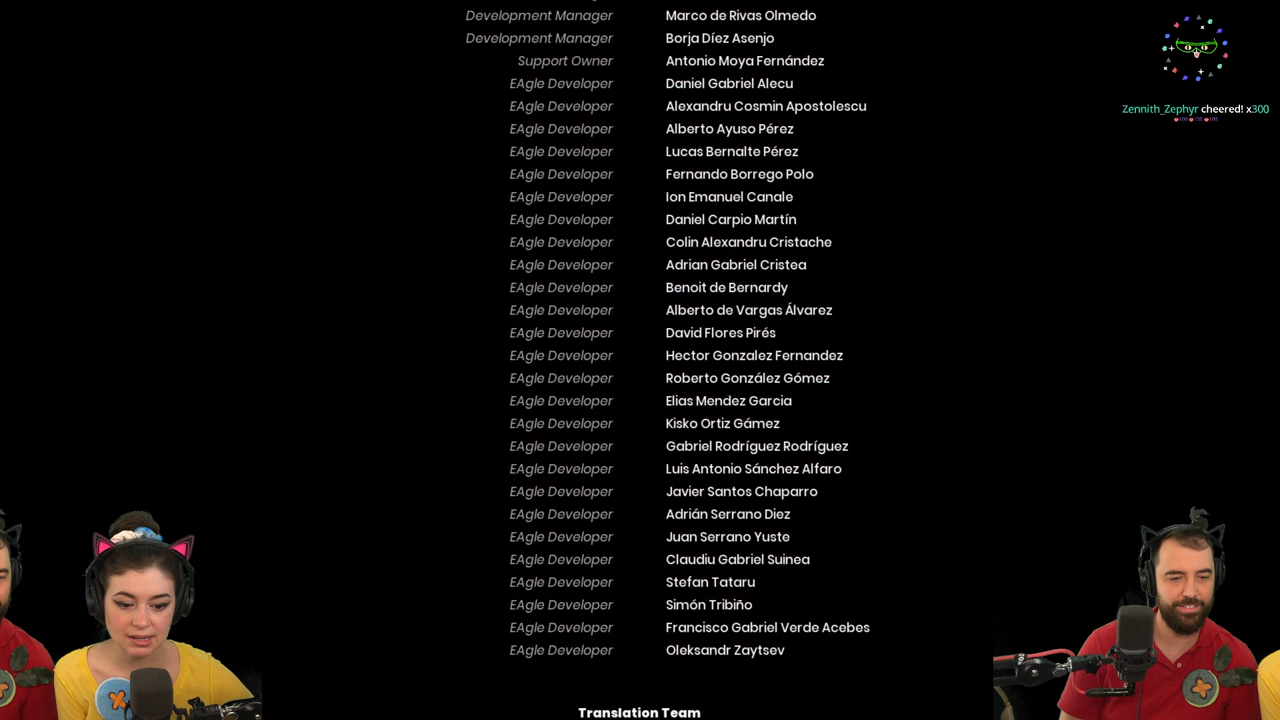 Development Manager Marco de Rivas Olmedo
Development Manager Borja Díez Asenjo
Support Owner Antonio Moya Fernández
EAgle Developer Daniel Gabriel Alecu
EAgle Developer Alexandru Cosmin Apostolescu
EAgle Developer Alberto Ayuso Pérez
EAgle Developer Lucas Bernalte Pérez
EAgle Developer Fernando Borrego Polo
EAgle Developer Ion Emanuel Canale
EAgle Developer Daniel Carpio Martín
EAgle Developer Colin Alexandru Cristache
EAgle Developer Adrian Gabriel Cristea
EAgle Developer Benoit de Bernardy
EAgle Developer Alberto de Vargas Álvarez
EAgle Developer David Flores Pirés
EAgle Developer Hector Gonzalez Fernandez
EAgle Developer Roberto González Gómez
EAgle Developer Elias Mendez Garcia
EAgle Developer Kisko Ortiz Gámez
EAgle Developer Gabriel Rodríguez Rodríguez
EAgle Developer Luis Antonio Sánchez Alfaro
EAgle Developer Javier Santos Chaparro
EAgle Developer Adrián Serrano Diez
EAgle Developer Juan Serrano Yuste
EAgle Developer Claudiu Gabriel Suinea
EAgle Developer Stefan Tataru
EAgle Developer Simón Tribiño
EAgle Developer Francisco Gabriel Verde Acebes
EAgle Developer Oleksandr Zaytsev
Translation Team
Zennith_Zephyr cheered! x300